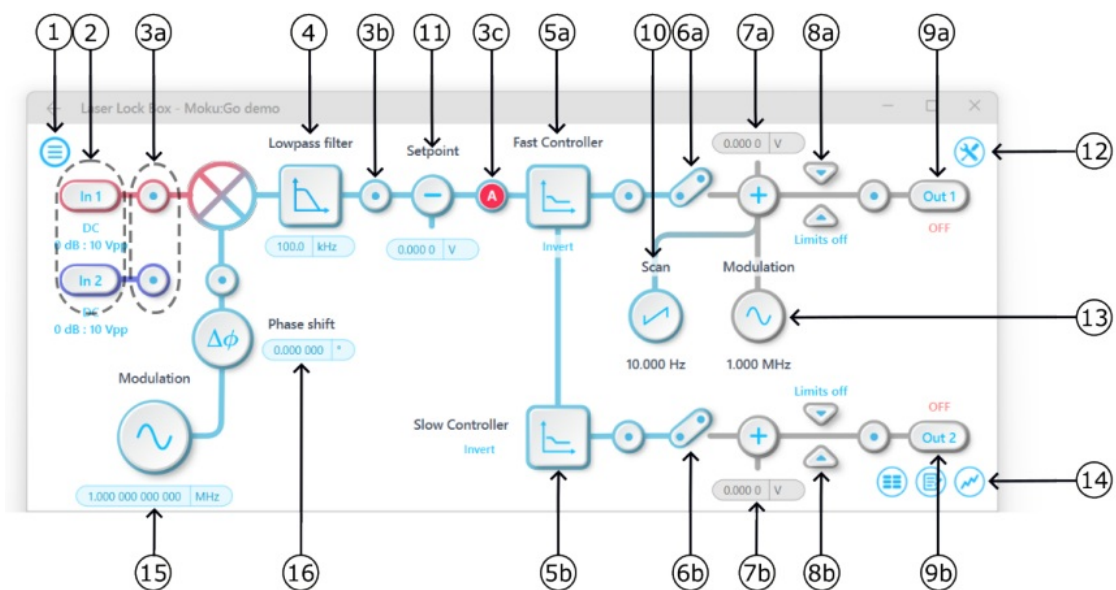 1 2 3a 4 3b 11 3c 5a 10 6a 7a 8a 9a
Laser Lock Box - Moku:Go demo
Lowpass filter
Setpoint
Fast Controller
0.000 0 V
12
In 1
A
Out 1
DC
0 dB : 10 Vpp
100.0 kHz
0.000 0 V
Invert
Limits off
OFF
In 2
Scan
Modulation
DC
0 dB : 10 Vpp
Δϕ
Phase shift
0.000 000 °
13
10.000 Hz
1.000 MHz
Modulation
Limits off
OFF
Slow Controller
Invert
Out 2
1.000 000 000 000 MHz
0.000 0 V
14
15 16 5b 6b 7b 8b 9b